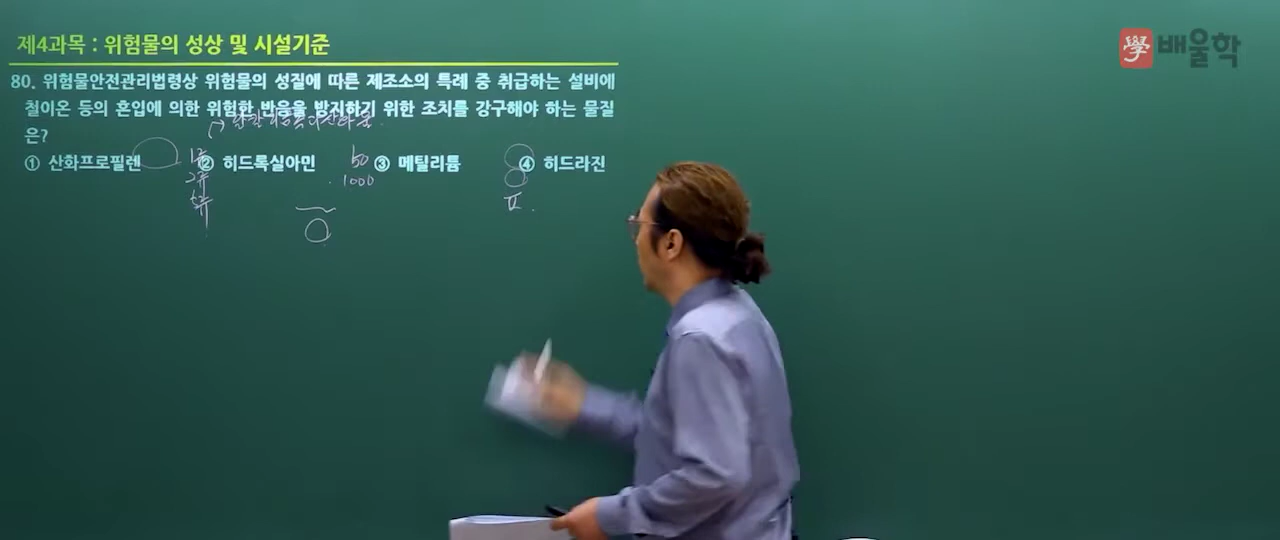 제4과목 : 위험물의 성상 및 시설기준
學 배울학
80. 위험물안전관리법령상 위험물의 성질에 따른 제조소의 특례 중 취급하는 설비에
철이온 등의 혼입에 의한 위험한 반응을 방지하기 위한 조치를 강구해야 하는 물질
은?
① 산화프로필렌 ② 히드록실아민 ③ 메틸리튬 ④ 히드라진
1류 50
2류 1000
Ⅱ